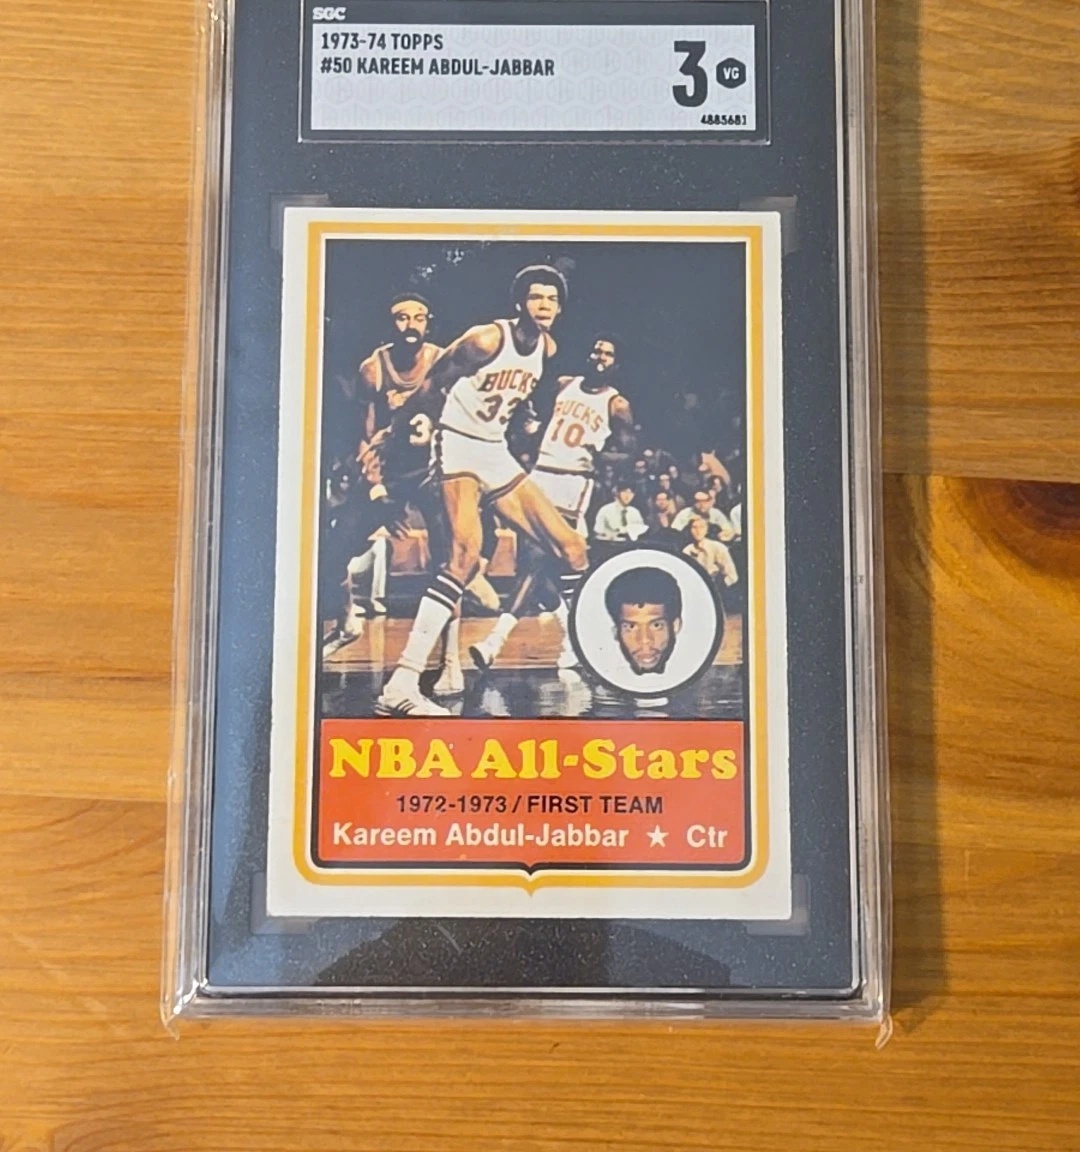 SGC
1973-74 TOPPS
#50 KAREEM ABDUL-JABBAR
3 VG
4885681
BUCKS
33
BUCKS
10
3
NBA All-Stars
1972-1973 / FIRST TEAM
Kareem Abdul-Jabbar ★ Ctr